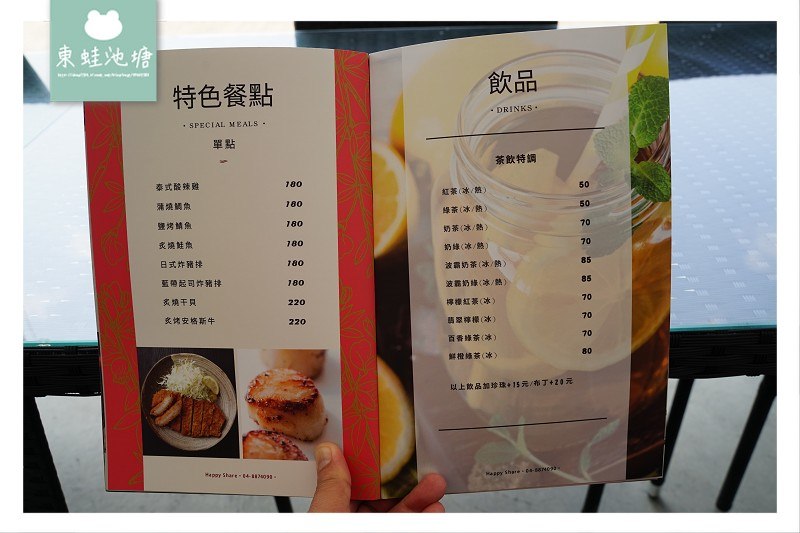 東蛙池塘
特色餐點
• SPECIAL MEALS •
單點
泰式酸辣雞 180
蒲燒鯛魚 180
鹽烤鯖魚 180
炙燒鮭魚 180
日式炸豬排 180
藍帶起司炸豬排 180
炙燒干貝 220
炙烤安格斯牛 220
Happy Share • 04-8874090 •
飲品
• DRINKS •
茶飲特調
紅茶(冰/熱) 50
綠茶(冰/熱) 50
奶茶(冰/熱) 70
奶綠(冰/熱) 70
波霸奶茶(冰/熱) 85
波霸奶綠(冰/熱) 85
檸檬紅茶(冰) 70
翡翠檸檬(冰) 70
百香綠茶(冰) 70
鮮橙綠茶(冰) 80
以上飲品加珍珠+15元/布丁+20元
Happy Share • 04-8874090 •